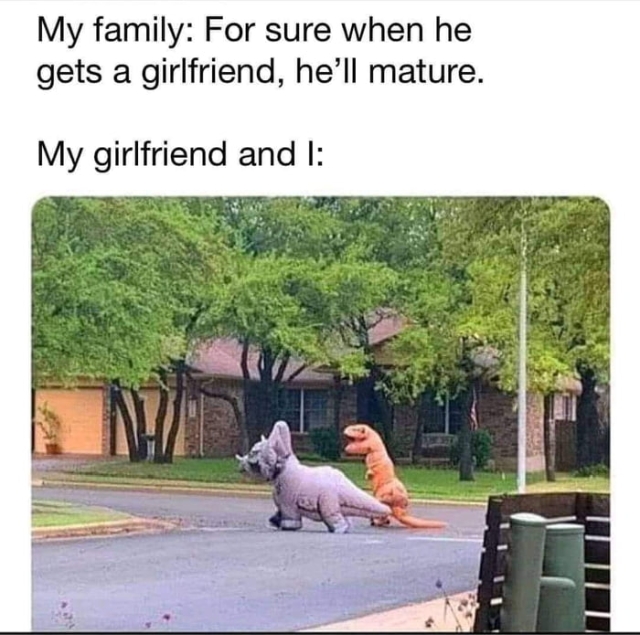 My family: For sure when he
gets a girlfriend, he’ll mature.
My girlfriend and I: